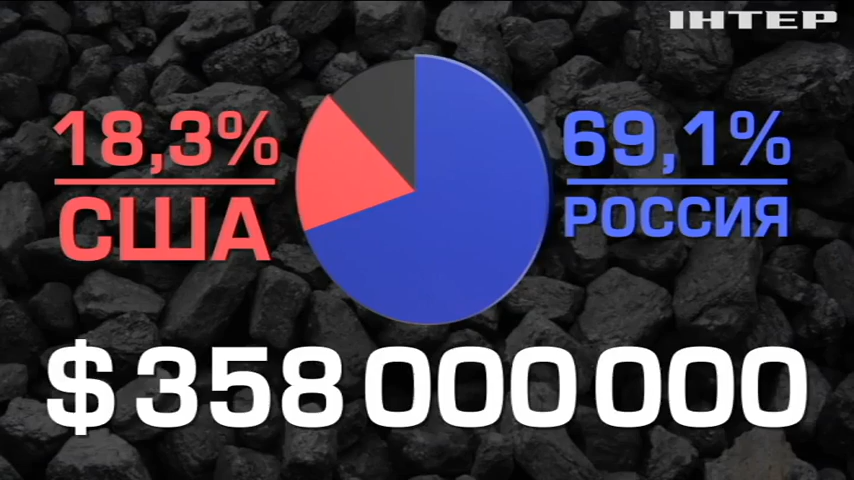 ІНТЕР
18,3%
США
69,1%
РОССИЯ
$358 000 000